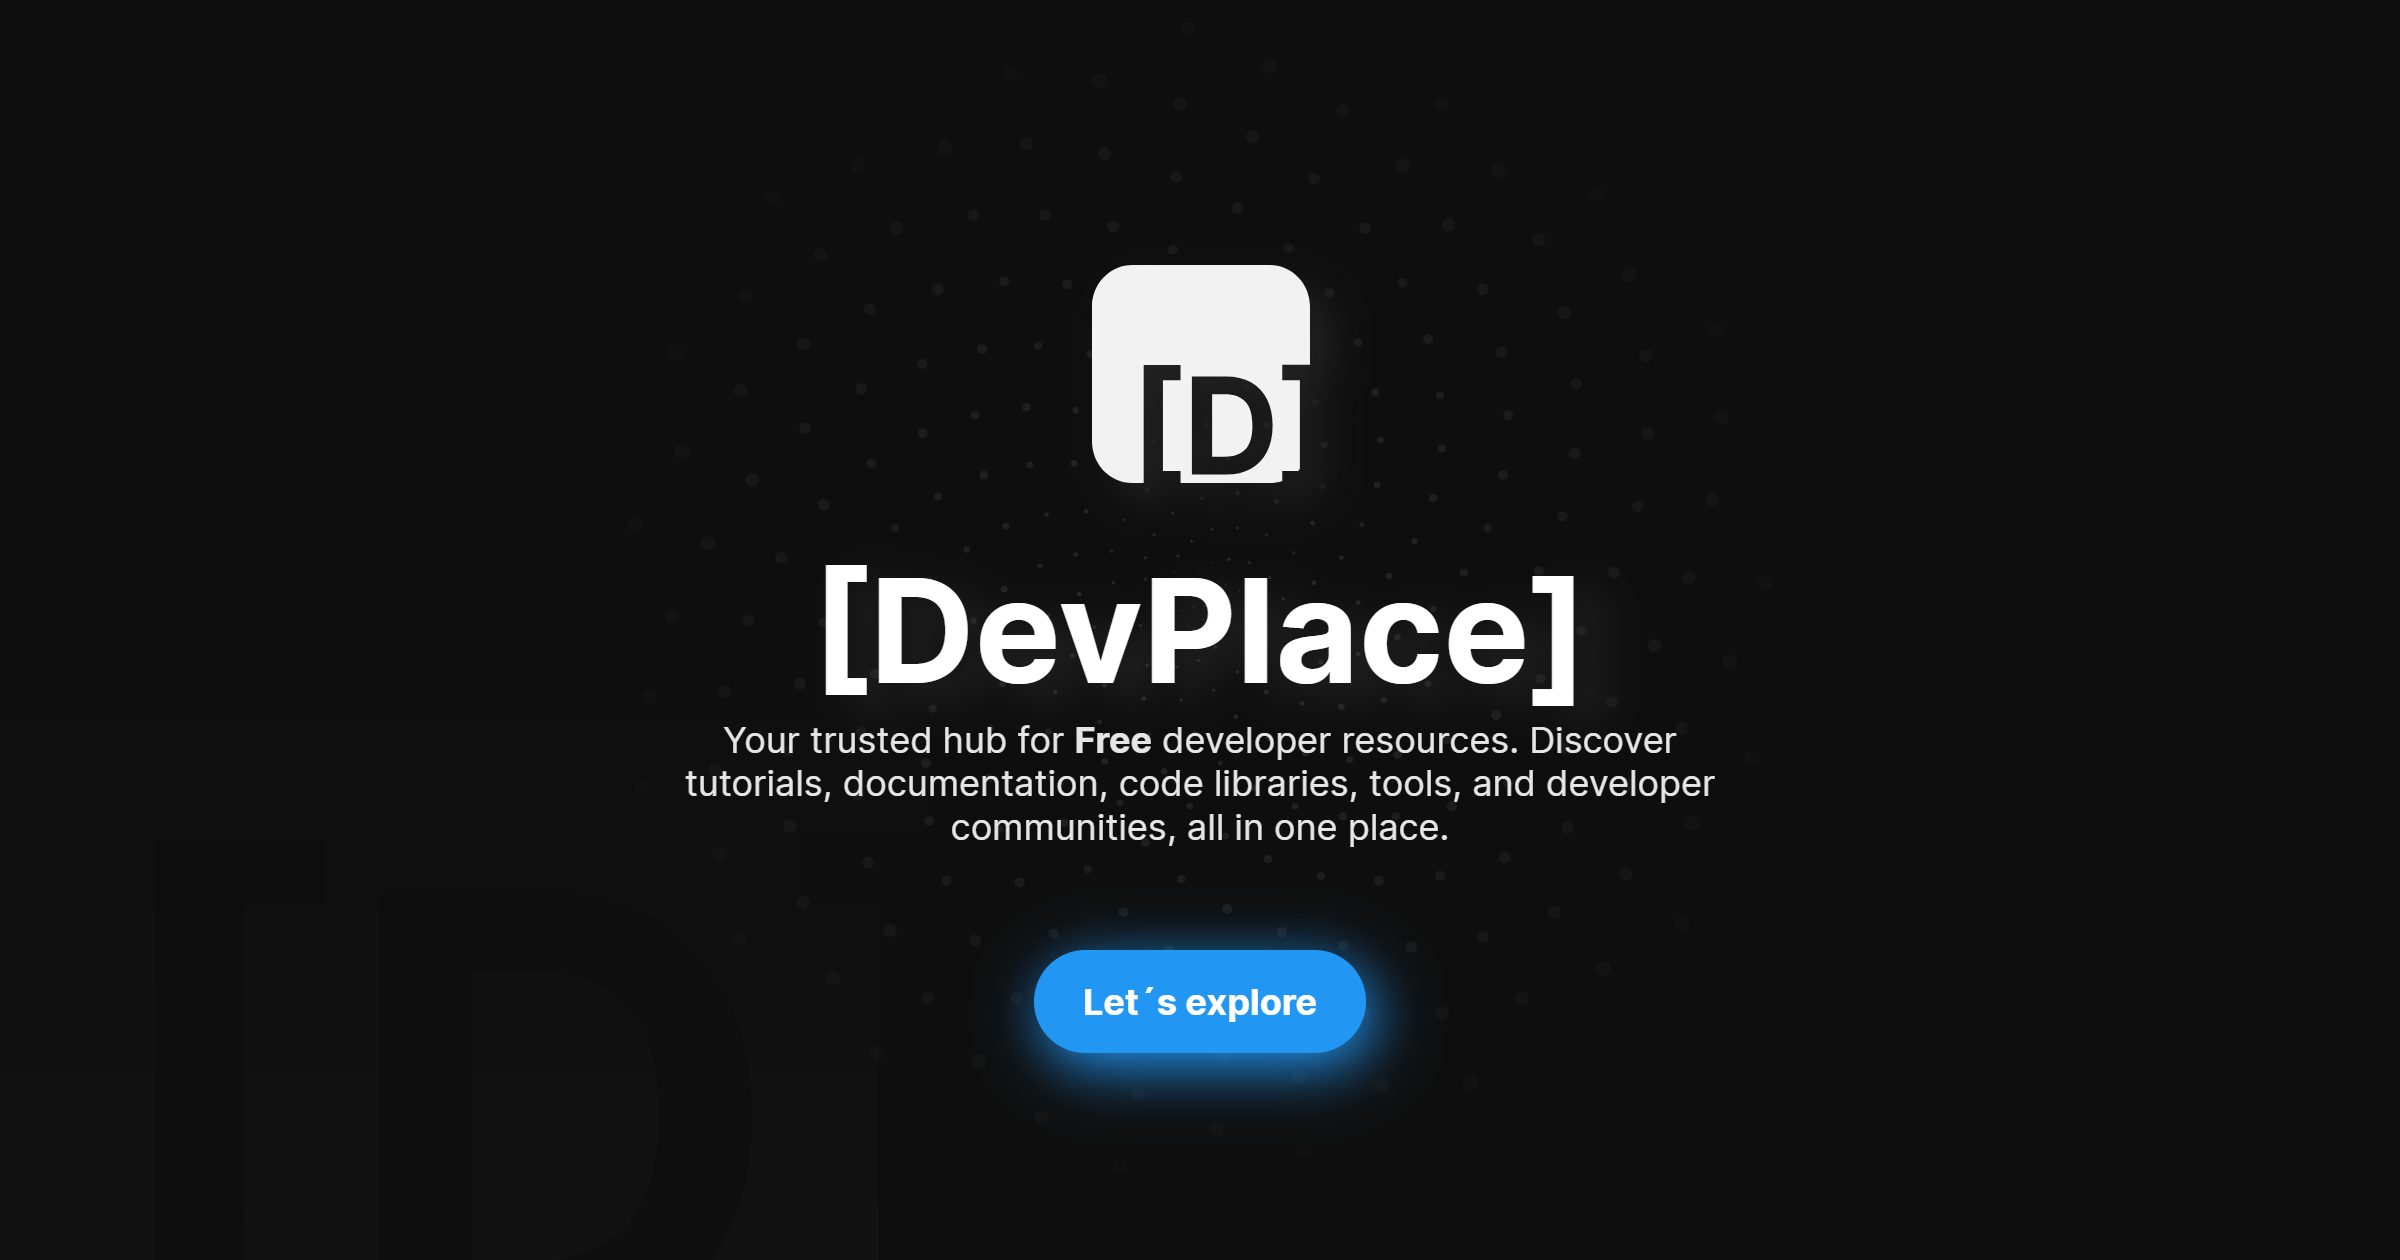 [D]
[DevPlace]
Your trusted hub for Free developer resources. Discover
tutorials, documentation, code libraries, tools, and developer
communities, all in one place.
Let´s explore
[D]